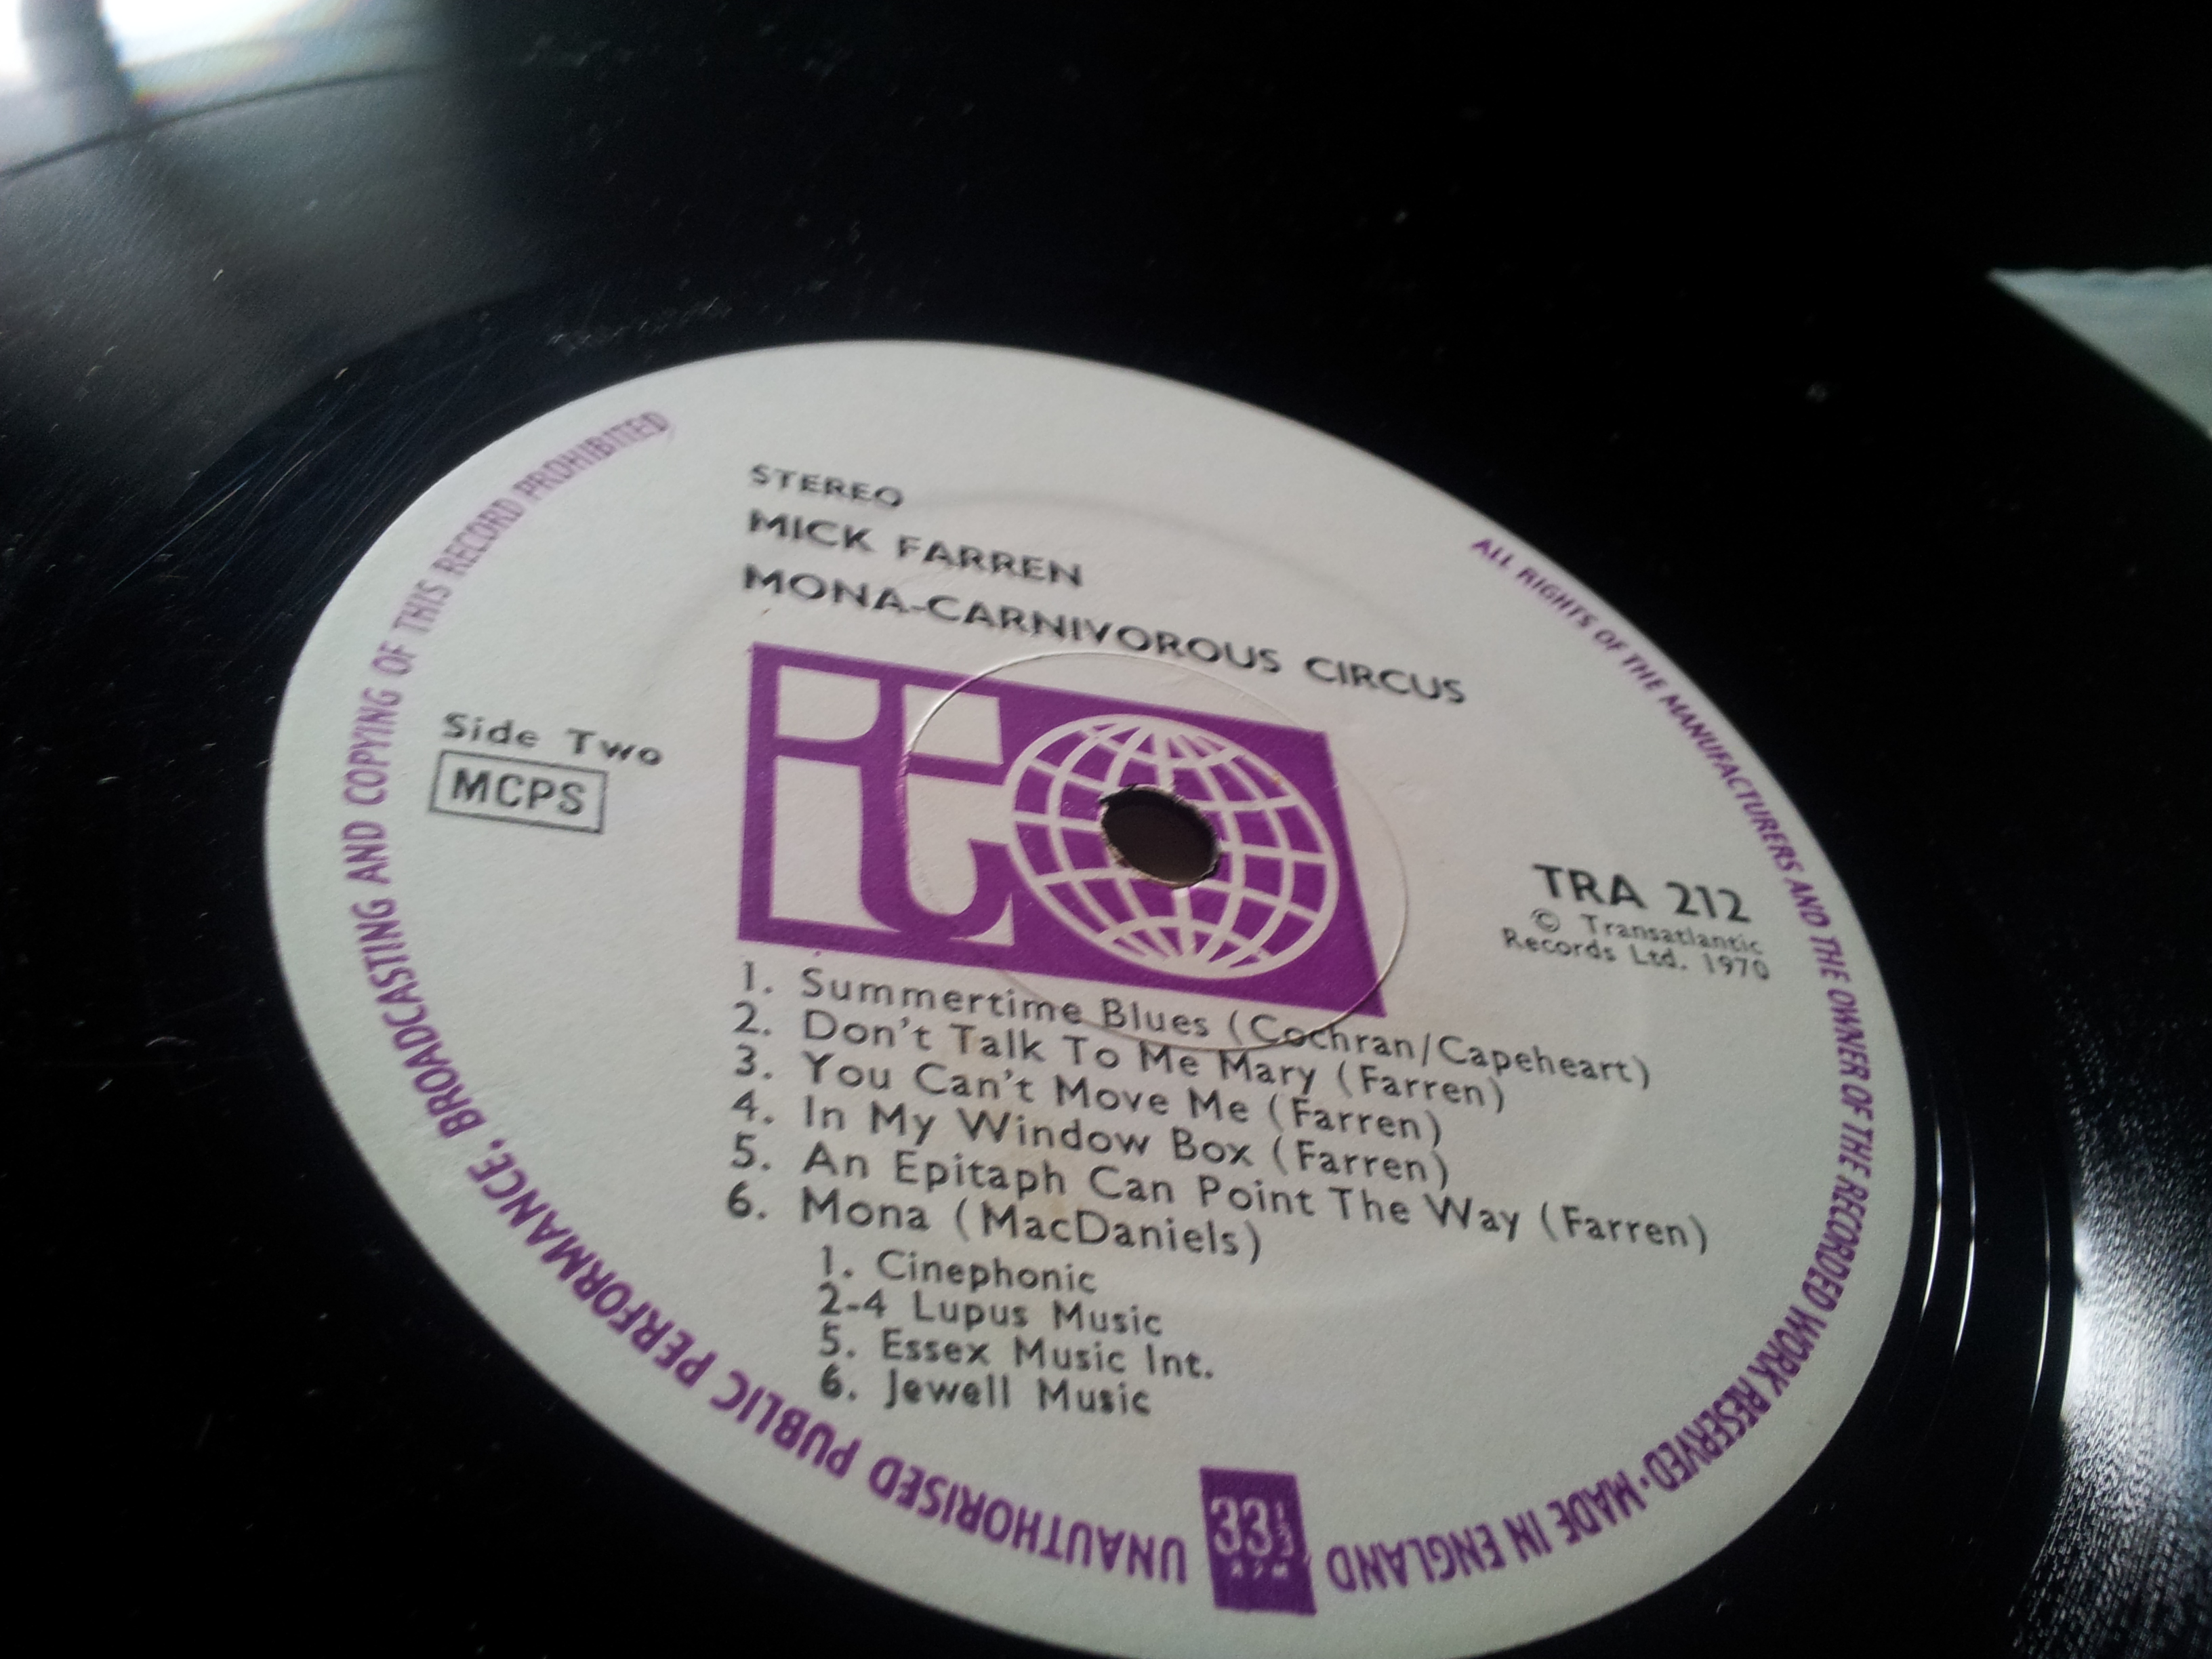 STEREO
MICK FARREN
MONA-CARNIVOROUS CIRCUS
it
Side Two
MCPS
TRA 212
© Transatlantic
Records Ltd. 1970
1. Summertime Blues (Cochran/Capeheart)
2. Don't Talk To Me Mary (Farren)
3. You Can't Move Me (Farren)
4. In My Window Box (Farren)
5. An Epitaph Can Point The Way (Farren)
6. Mona (MacDaniels)
1. Cinephonic
2-4 Lupus Music
5. Essex Music Int.
6. Jewell Music
33⅓
RPM
ALL RIGHTS OF THE MANUFACTURERS AND THE OWNER OF THE RECORDED WORK RESERVED·MADE IN ENGLAND
UNAUTHORISED PUBLIC PERFORMANCE, BROADCASTING AND COPYING OF THIS RECORD PROHIBITED